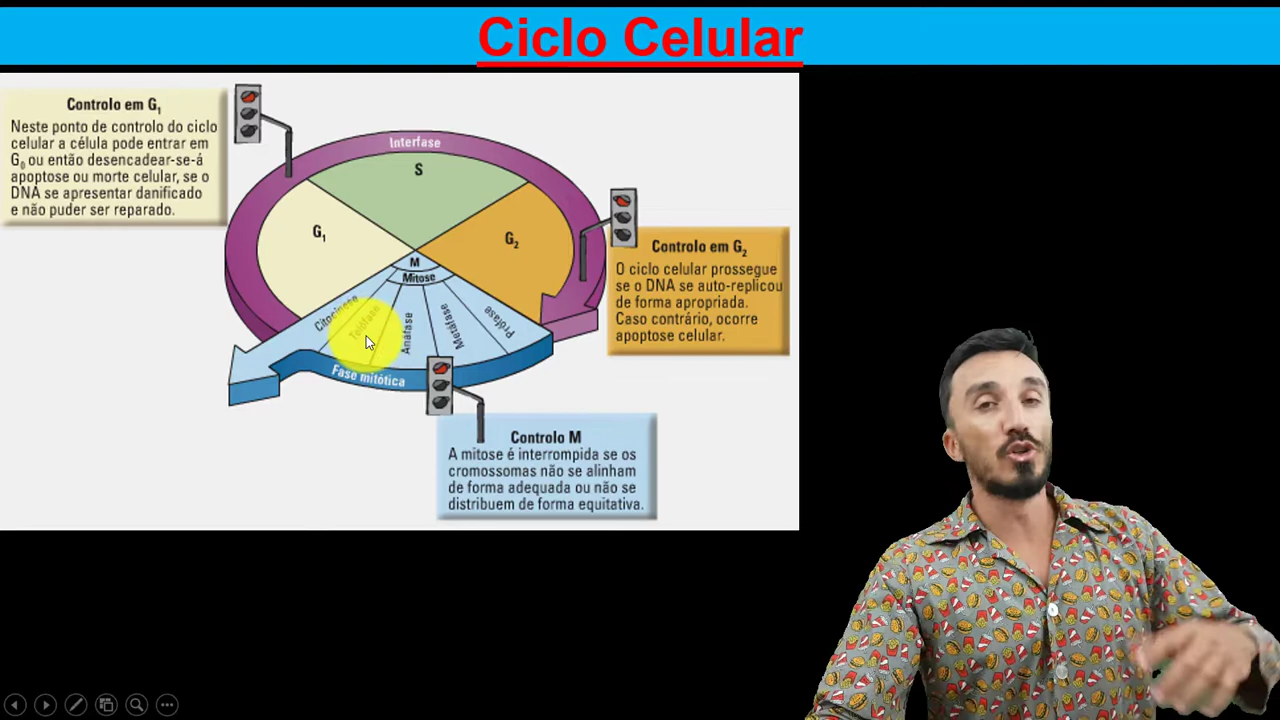 Ciclo Celular
Controlo em G₁
Neste ponto de controlo do ciclo
celular a célula pode entrar em
G₀ ou então desencadear-se-á
apoptose ou morte celular, se o
DNA se apresentar danificado
e não puder ser reparado.
Interfase
S
G₁
G₂
M
Mitose
Citocinese
Telófase
Anáfase
Metafase
Prófase
Fase mitótica
Controlo em G₂
O ciclo celular prossegue
se o DNA se auto-replicou
de forma apropriada.
Caso contrário, ocorre
apoptose celular.
Controlo M
A mitose é interrompida se os
cromossomas não se alinham
de forma adequada ou não se
distribuem de forma equitativa.